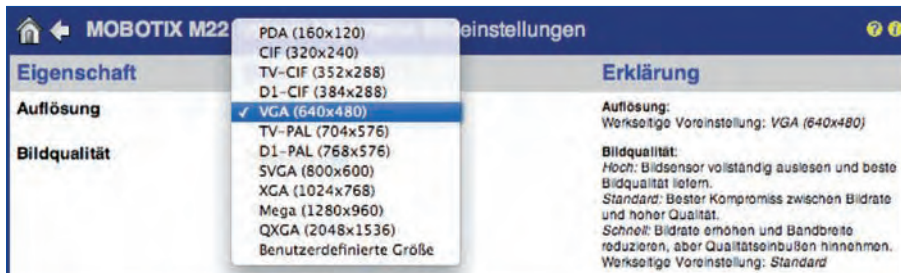 MOBOTIX M22
einstellungen
Eigenschaft
Erklärung
Auflösung
Bildqualität
PDA (160x120)
CIF (320x240)
TV-CIF (352x288)
D1-CIF (384x288)
✓ VGA (640x480)
TV-PAL (704x576)
D1-PAL (768x576)
SVGA (800x600)
XGA (1024x768)
Mega (1280x960)
QXGA (2048x1536)
Benutzerdefinierte Größe
Auflösung:
Werkseitige Voreinstellung: VGA (640x480)
Bildqualität:
Hoch: Bildsensor vollständig auslesen und beste
Bildqualität liefern.
Standard: Bester Kompromiss zwischen Bildrate
und hoher Qualität.
Schnell: Bildrate erhöhen und Bandbreite
reduzieren, aber Qualitätseinbußen hinnehmen.
Werkseitige Voreinstellung: Standard